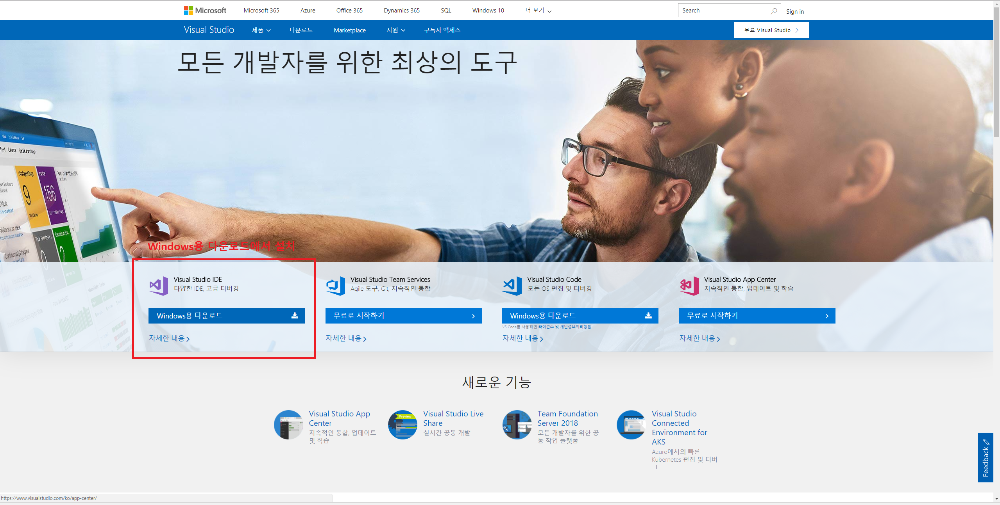 Microsoft
Microsoft 365
Azure
Office 365
Dynamics 365
SQL
Windows 10
더 보기
Search
Sign in
Visual Studio
제품
다운로드
Marketplace
지원
구독자 액세스
무료 Visual Studio
모든 개발자를 위한 최상의 도구
9
156
0
2
Windows용 다운로드에서 설치
Visual Studio IDE
다양한 IDE, 고급 디버깅
Windows용 다운로드
자세한 내용
Visual Studio Team Services
Agile 도구, Git, 지속적인 통합
무료로 시작하기
자세한 내용
Visual Studio Code
모든 OS 편집 및 디버깅
Windows용 다운로드
VS Code를 사용하면 라이선스 및 개인정보처리방침
자세한 내용
Visual Studio App Center
지속적인 통합, 업데이트 및 학습
무료로 시작하기
자세한 내용
새로운 기능
Visual Studio App
Center
지속적인 통합, 업데이트
및 학습
Preview
Visual Studio Live
Share
실시간 공동 개발
Team Foundation
Server 2018
모든 개발자를 위한 공
동 작업 플랫폼
Visual Studio
Connected
Environment for
AKS
Azure에서의 빠른
Kubernetes 편집 및 디버
그
Feedback
https://www.visualstudio.com/ko/app-center/